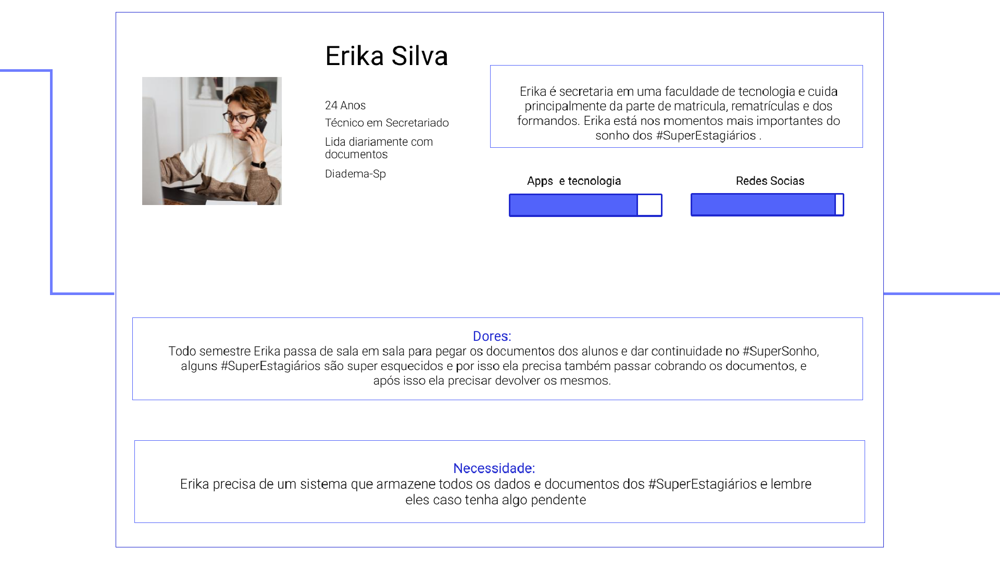 Erika Silva
24 Anos
Técnico em Secretariado
Lida diariamente com
documentos
Diadema-Sp
Erika é secretaria em uma faculdade de tecnologia e cuida
principalmente da parte de matricula, rematrículas e dos
formandos. Erika está nos momentos mais importantes do
sonho dos #SuperEstagiários .
Apps  e tecnologia
Redes Socias
Dores:
Todo semestre Erika passa de sala em sala para pegar os documentos dos alunos e dar continuidade no #SuperSonho,
alguns #SuperEstagiários são super esquecidos e por isso ela precisa também passar cobrando os documentos, e
após isso ela precisar devolver os mesmos.
Necessidade:
Erika precisa de um sistema que armazene todos os dados e documentos dos #SuperEstagiários e lembre
eles caso tenha algo pendente